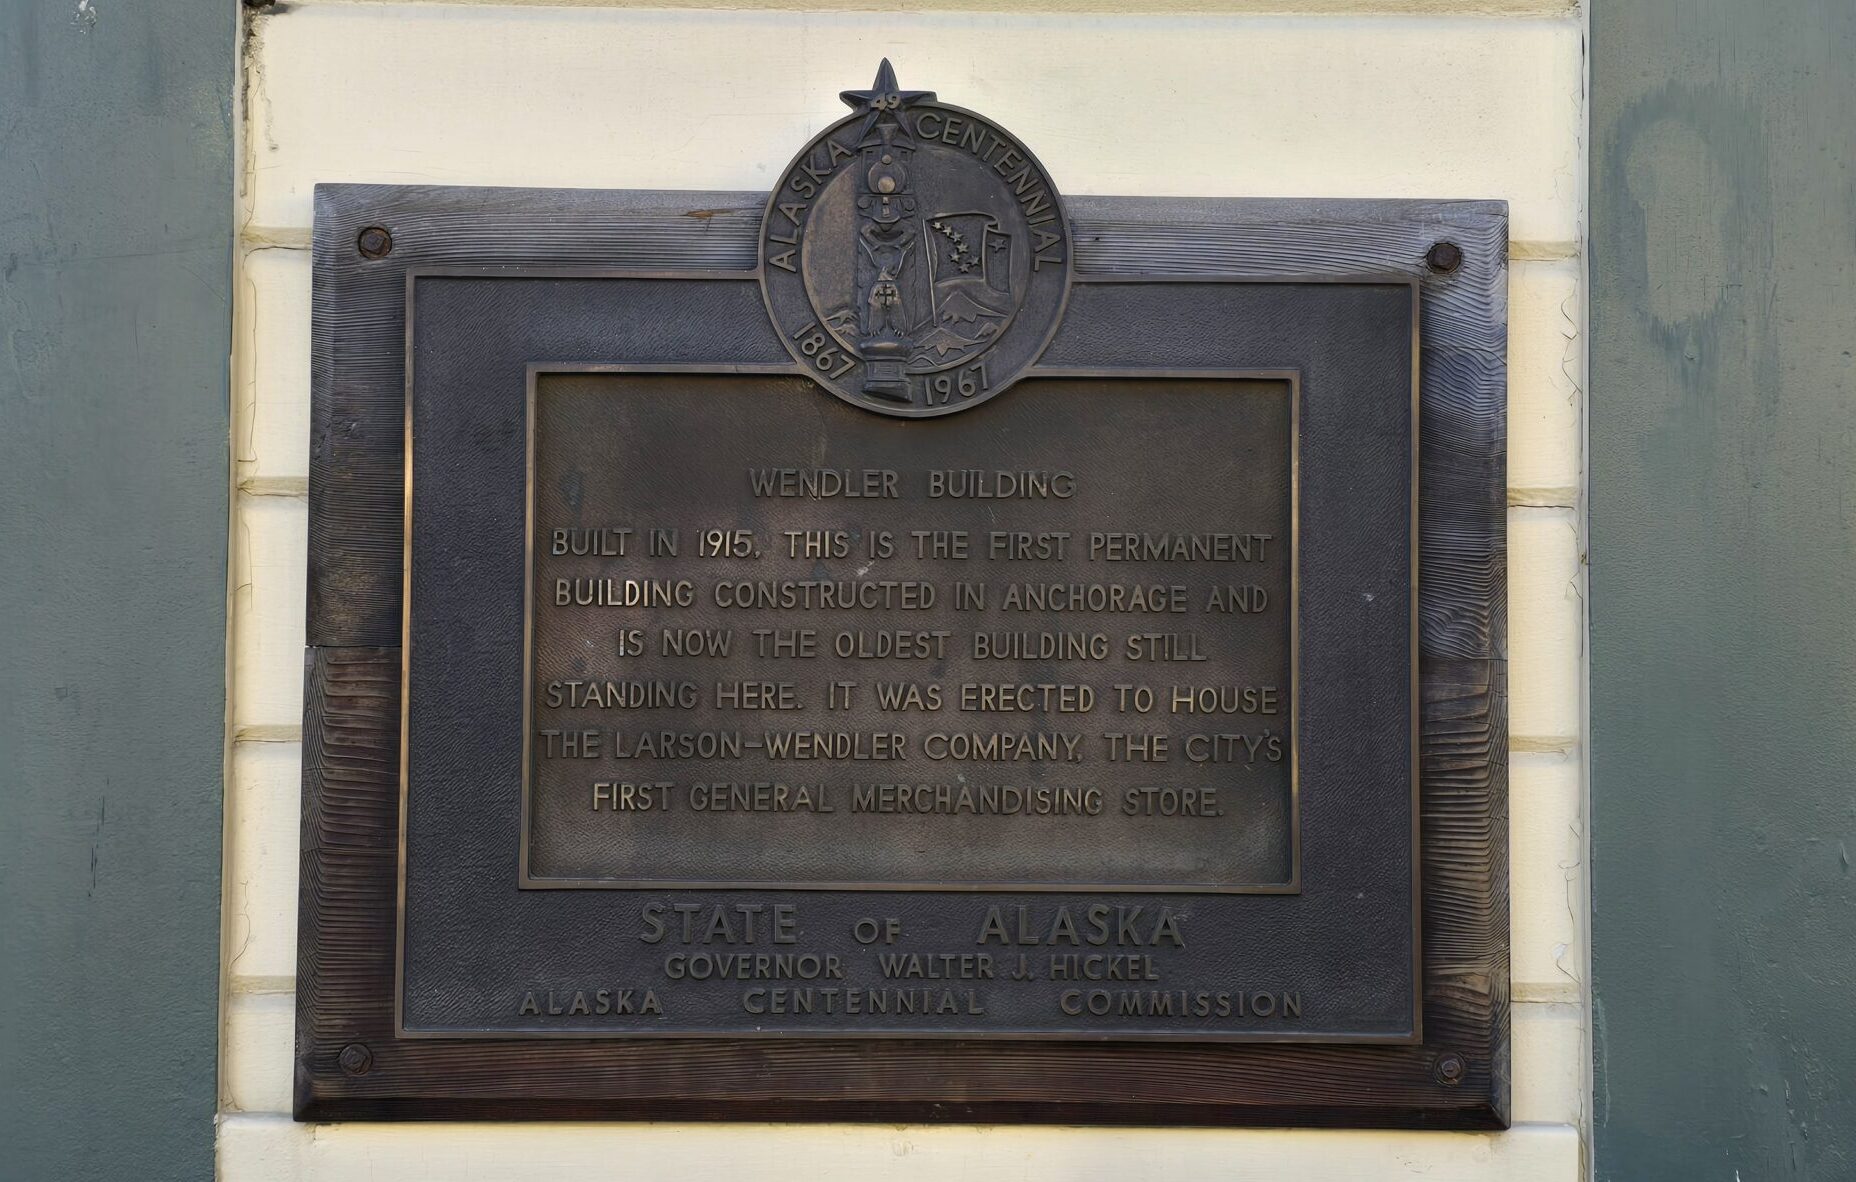 49
ALASKA CENTENNIAL
1867 1967
WENDLER BUILDING
BUILT IN 1915, THIS IS THE FIRST PERMANENT
BUILDING CONSTRUCTED IN ANCHORAGE AND
IS NOW THE OLDEST BUILDING STILL
STANDING HERE. IT WAS ERECTED TO HOUSE
THE LARSON-WENDLER COMPANY, THE CITY'S
FIRST GENERAL MERCHANDISING STORE.
STATE OF ALASKA
GOVERNOR WALTER J. HICKEL
ALASKA CENTENNIAL COMMISSION